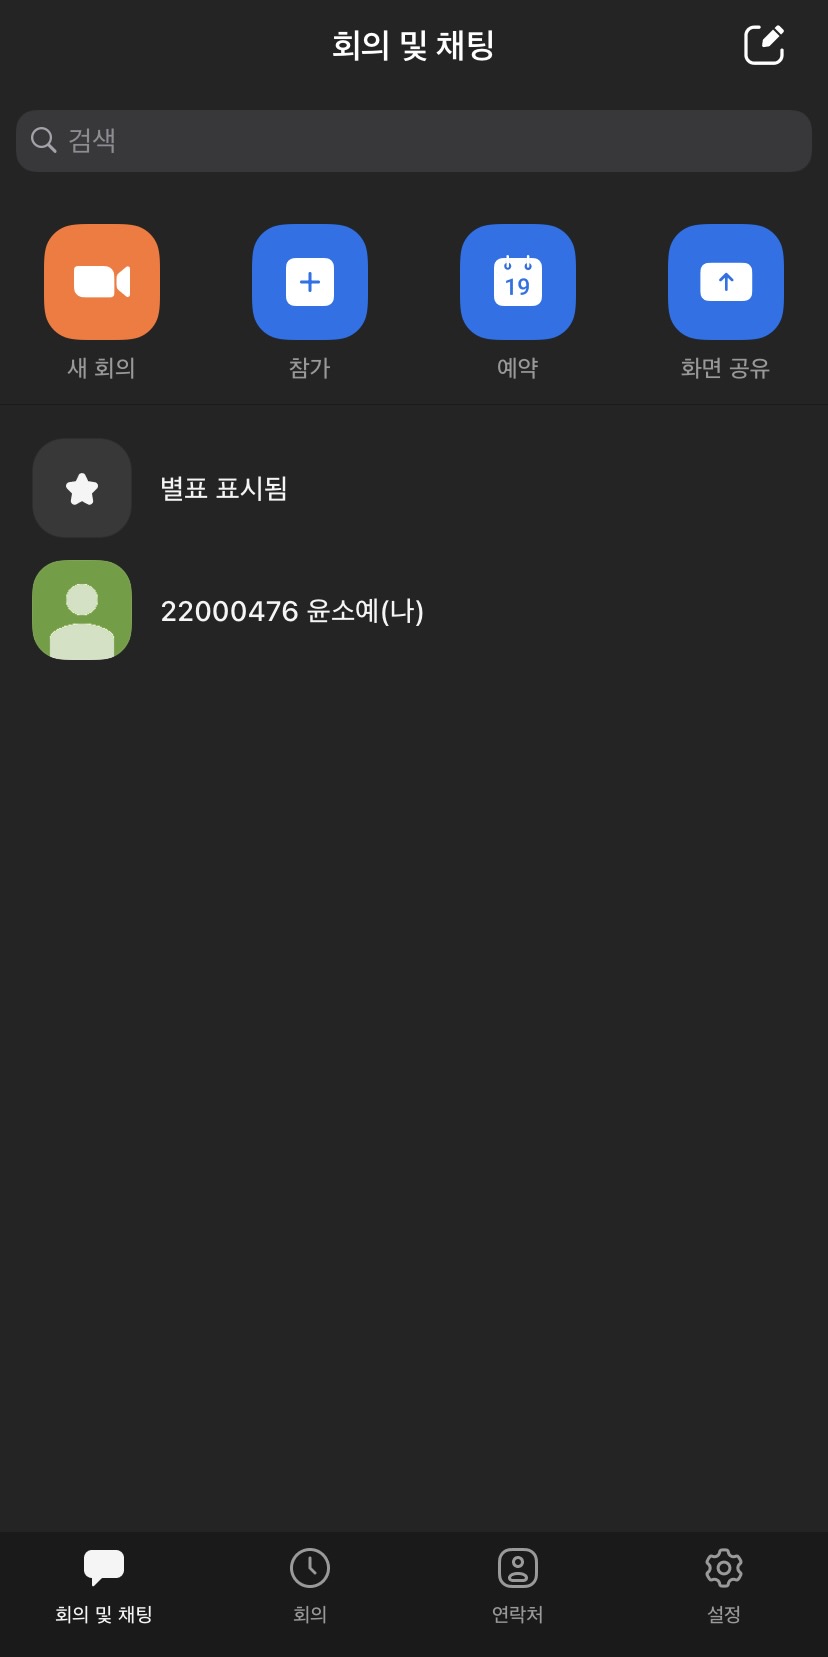 회의 및 채팅
검색
19
새 회의
참가
예약
화면 공유
별표 표시됨
22000476 윤소예(나)
회의 및 채팅
회의
연락처
설정